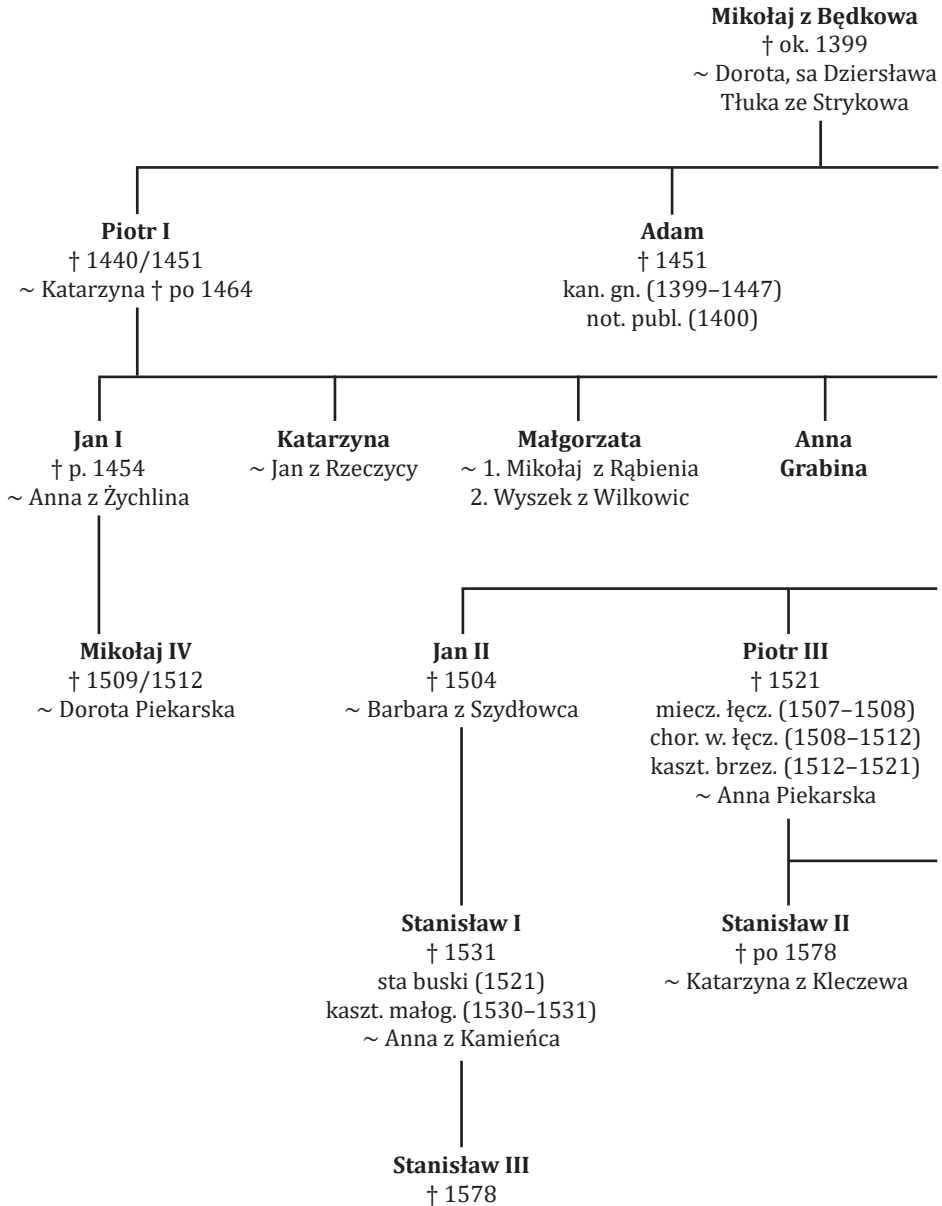 Mikołaj z Będkowa
† ok. 1399
~ Dorota, sa Dziersława
Tłuka ze Strykowa
Piotr I
† 1440/1451
~ Katarzyna † po 1464
Adam
† 1451
kan. gn. (1399–1447)
not. publ. (1400)
Jan I
† p. 1454
~ Anna z Żychlina
Katarzyna
~ Jan z Rzeczycy
Małgorzata
~ 1. Mikołaj z Rąbienia
2. Wyszek z Wilkowic
Anna
Grabina
Mikołaj IV
† 1509/1512
~ Dorota Piekarska
Jan II
† 1504
~ Barbara z Szydłowca
Piotr III
† 1521
miecz. łęcz. (1507–1508)
chor. w. łęcz. (1508–1512)
kaszt. brzez. (1512–1521)
~ Anna Piekarska
Stanisław I
† 1531
sta buski (1521)
kaszt. małog. (1530–1531)
~ Anna z Kamieńca
Stanisław II
† po 1578
~ Katarzyna z Kleczewa
Stanisław III
† 1578